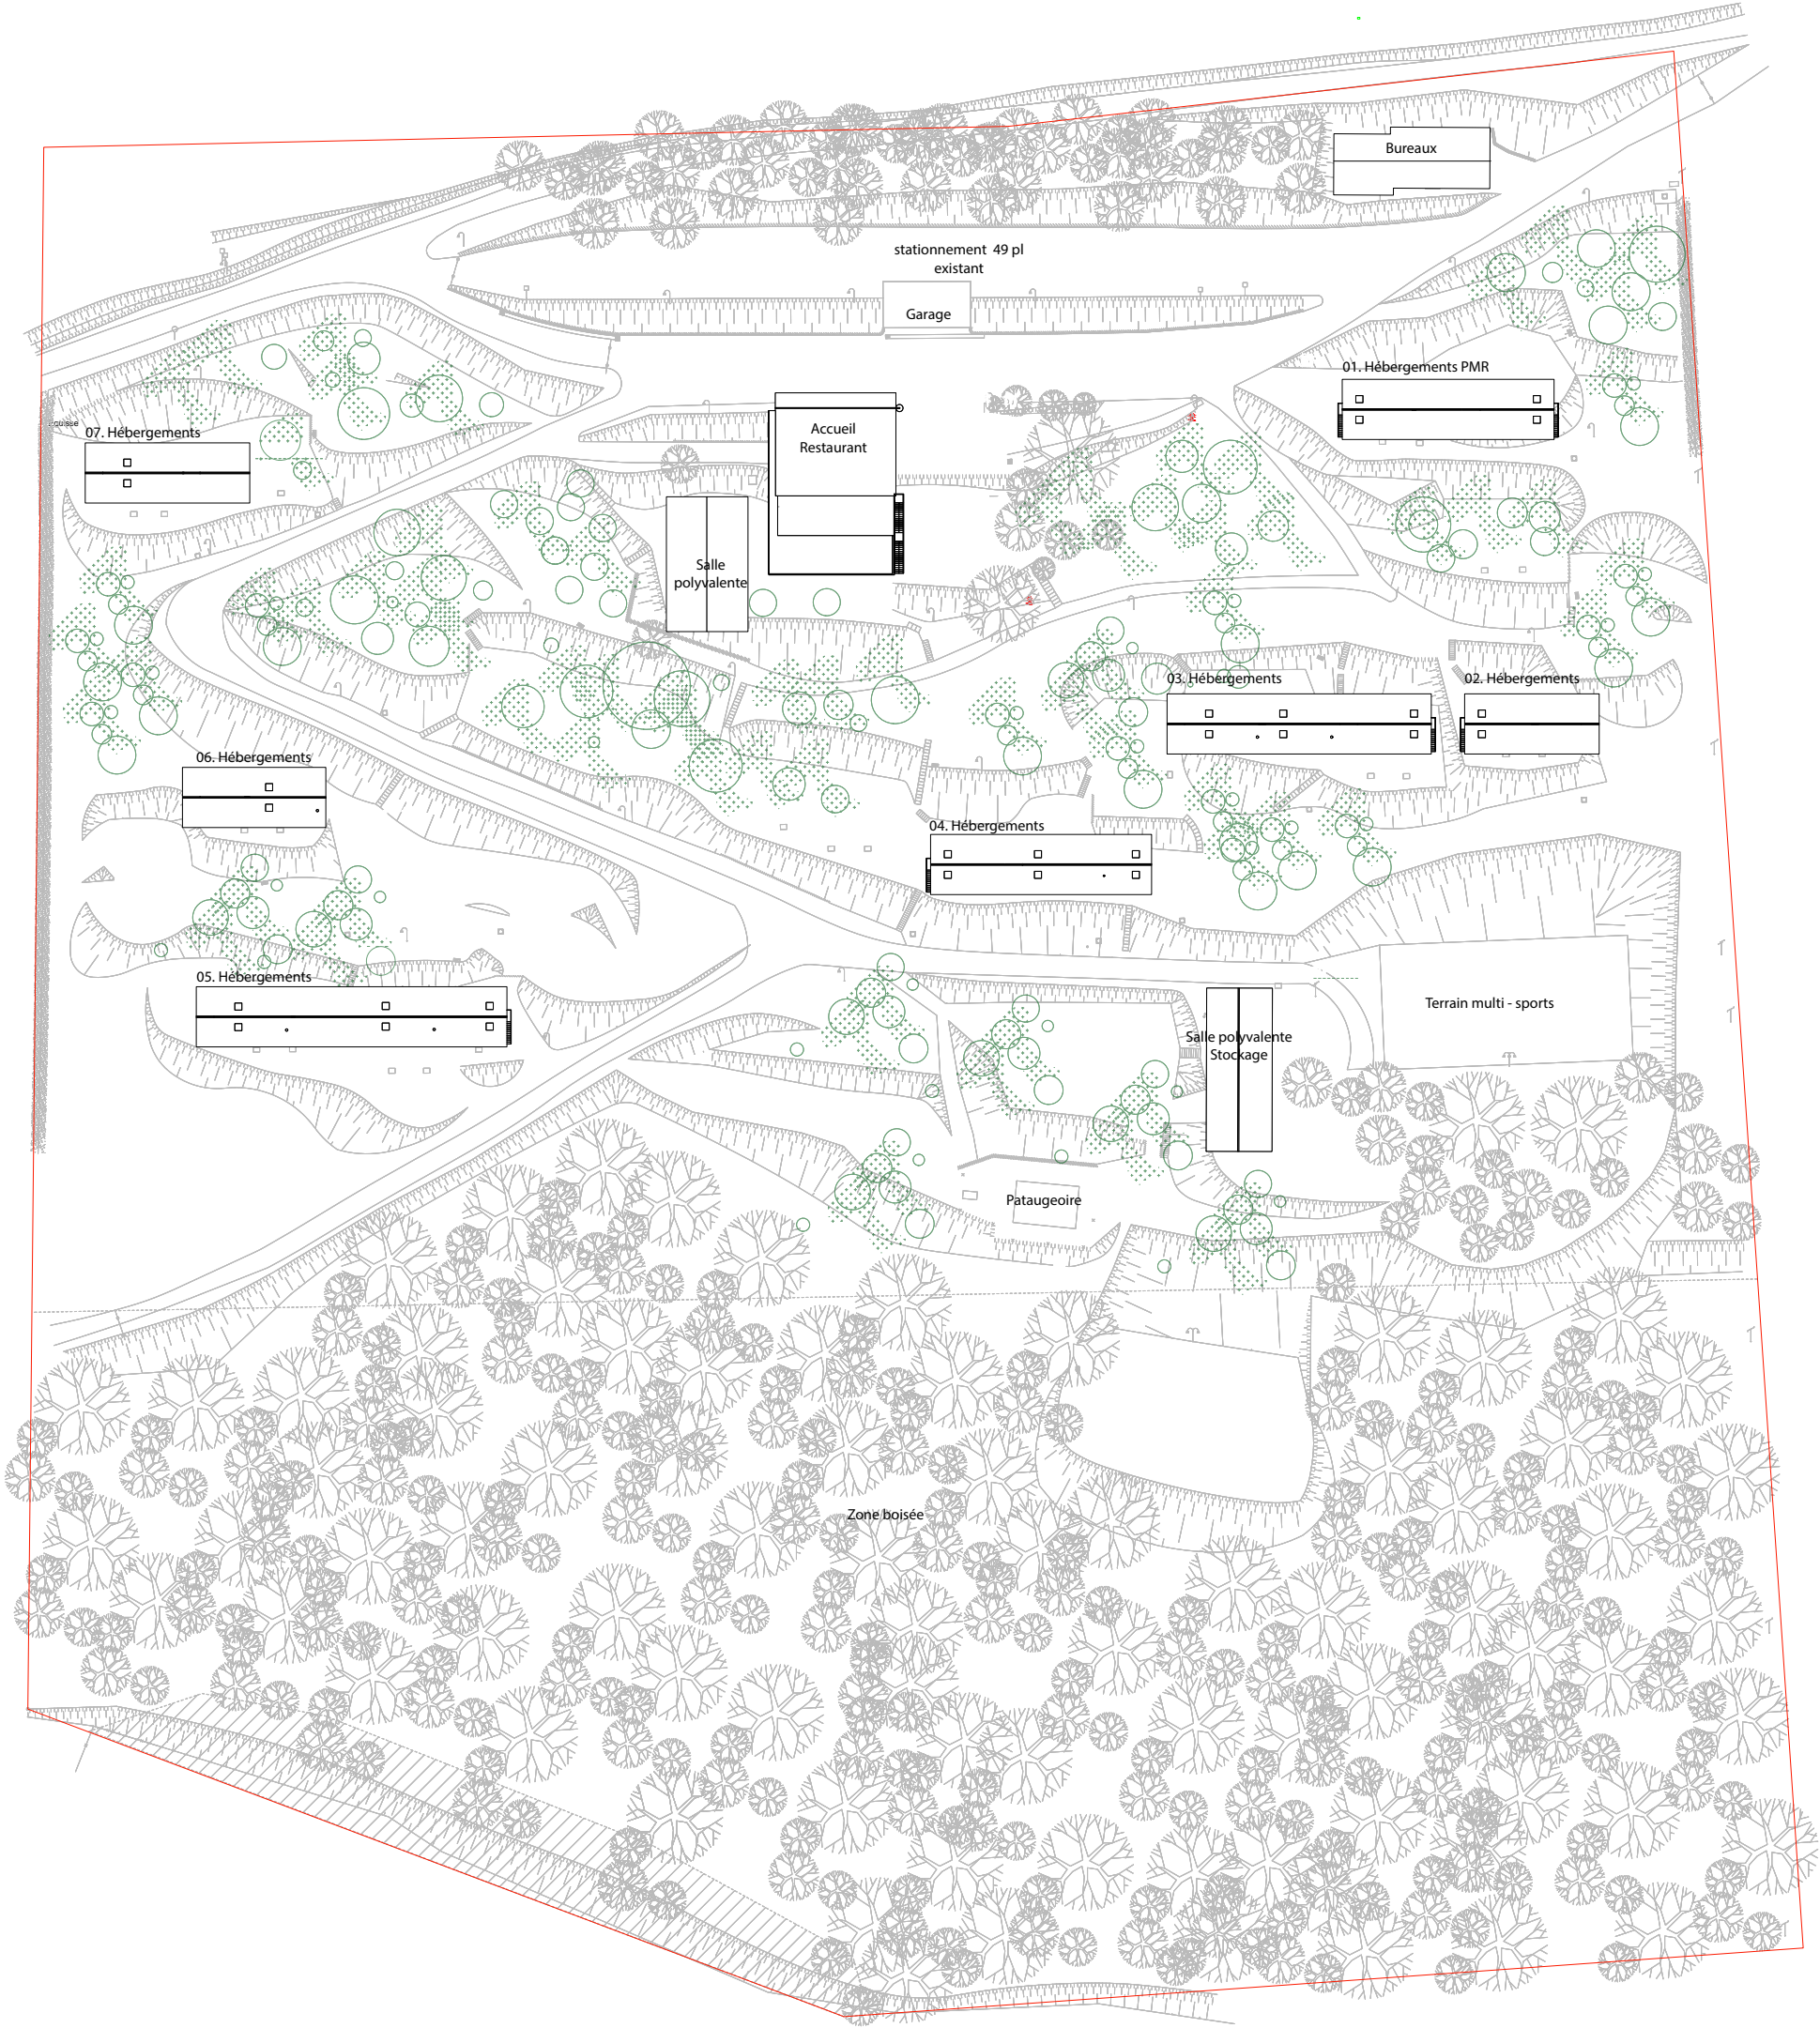 Bureaux
stationnement 49 pl
existant
Garage
01. Hébergements PMR
Accueil
Restaurant
07. Hébergements
Salle
polyvalente
03. Hébergements
02. Hébergements
06. Hébergements
04. Hébergements
05. Hébergements
Terrain multi - sports
Salle polyvalente
Stockage
Pataugeoire
Zone boisée